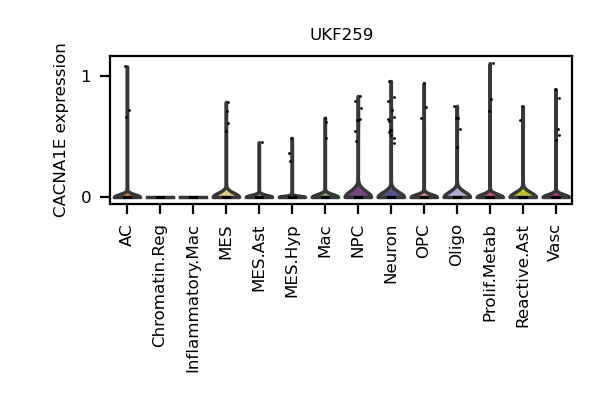 UKF259
CACNA1E expression
1
0
AC
Chromatin.Reg
Inflammatory.Mac
MES
MES.Ast
MES.Hyp
Mac
NPC
Neuron
OPC
Oligo
Prolif.Metab
Reactive.Ast
Vasc